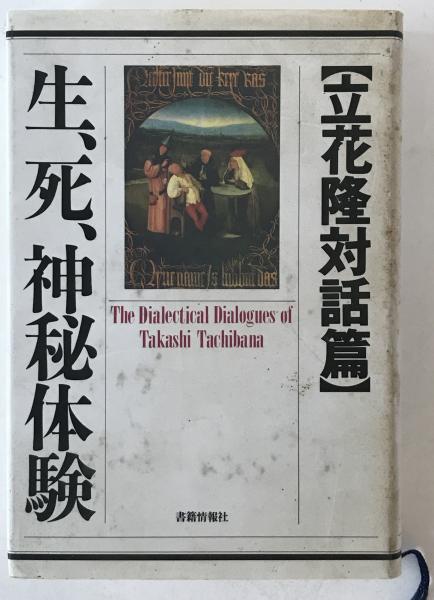 【立花隆対話篇】
生、死、神秘体験
The Dialectical Dialogues of
Takashi Tachibana
書籍情報社